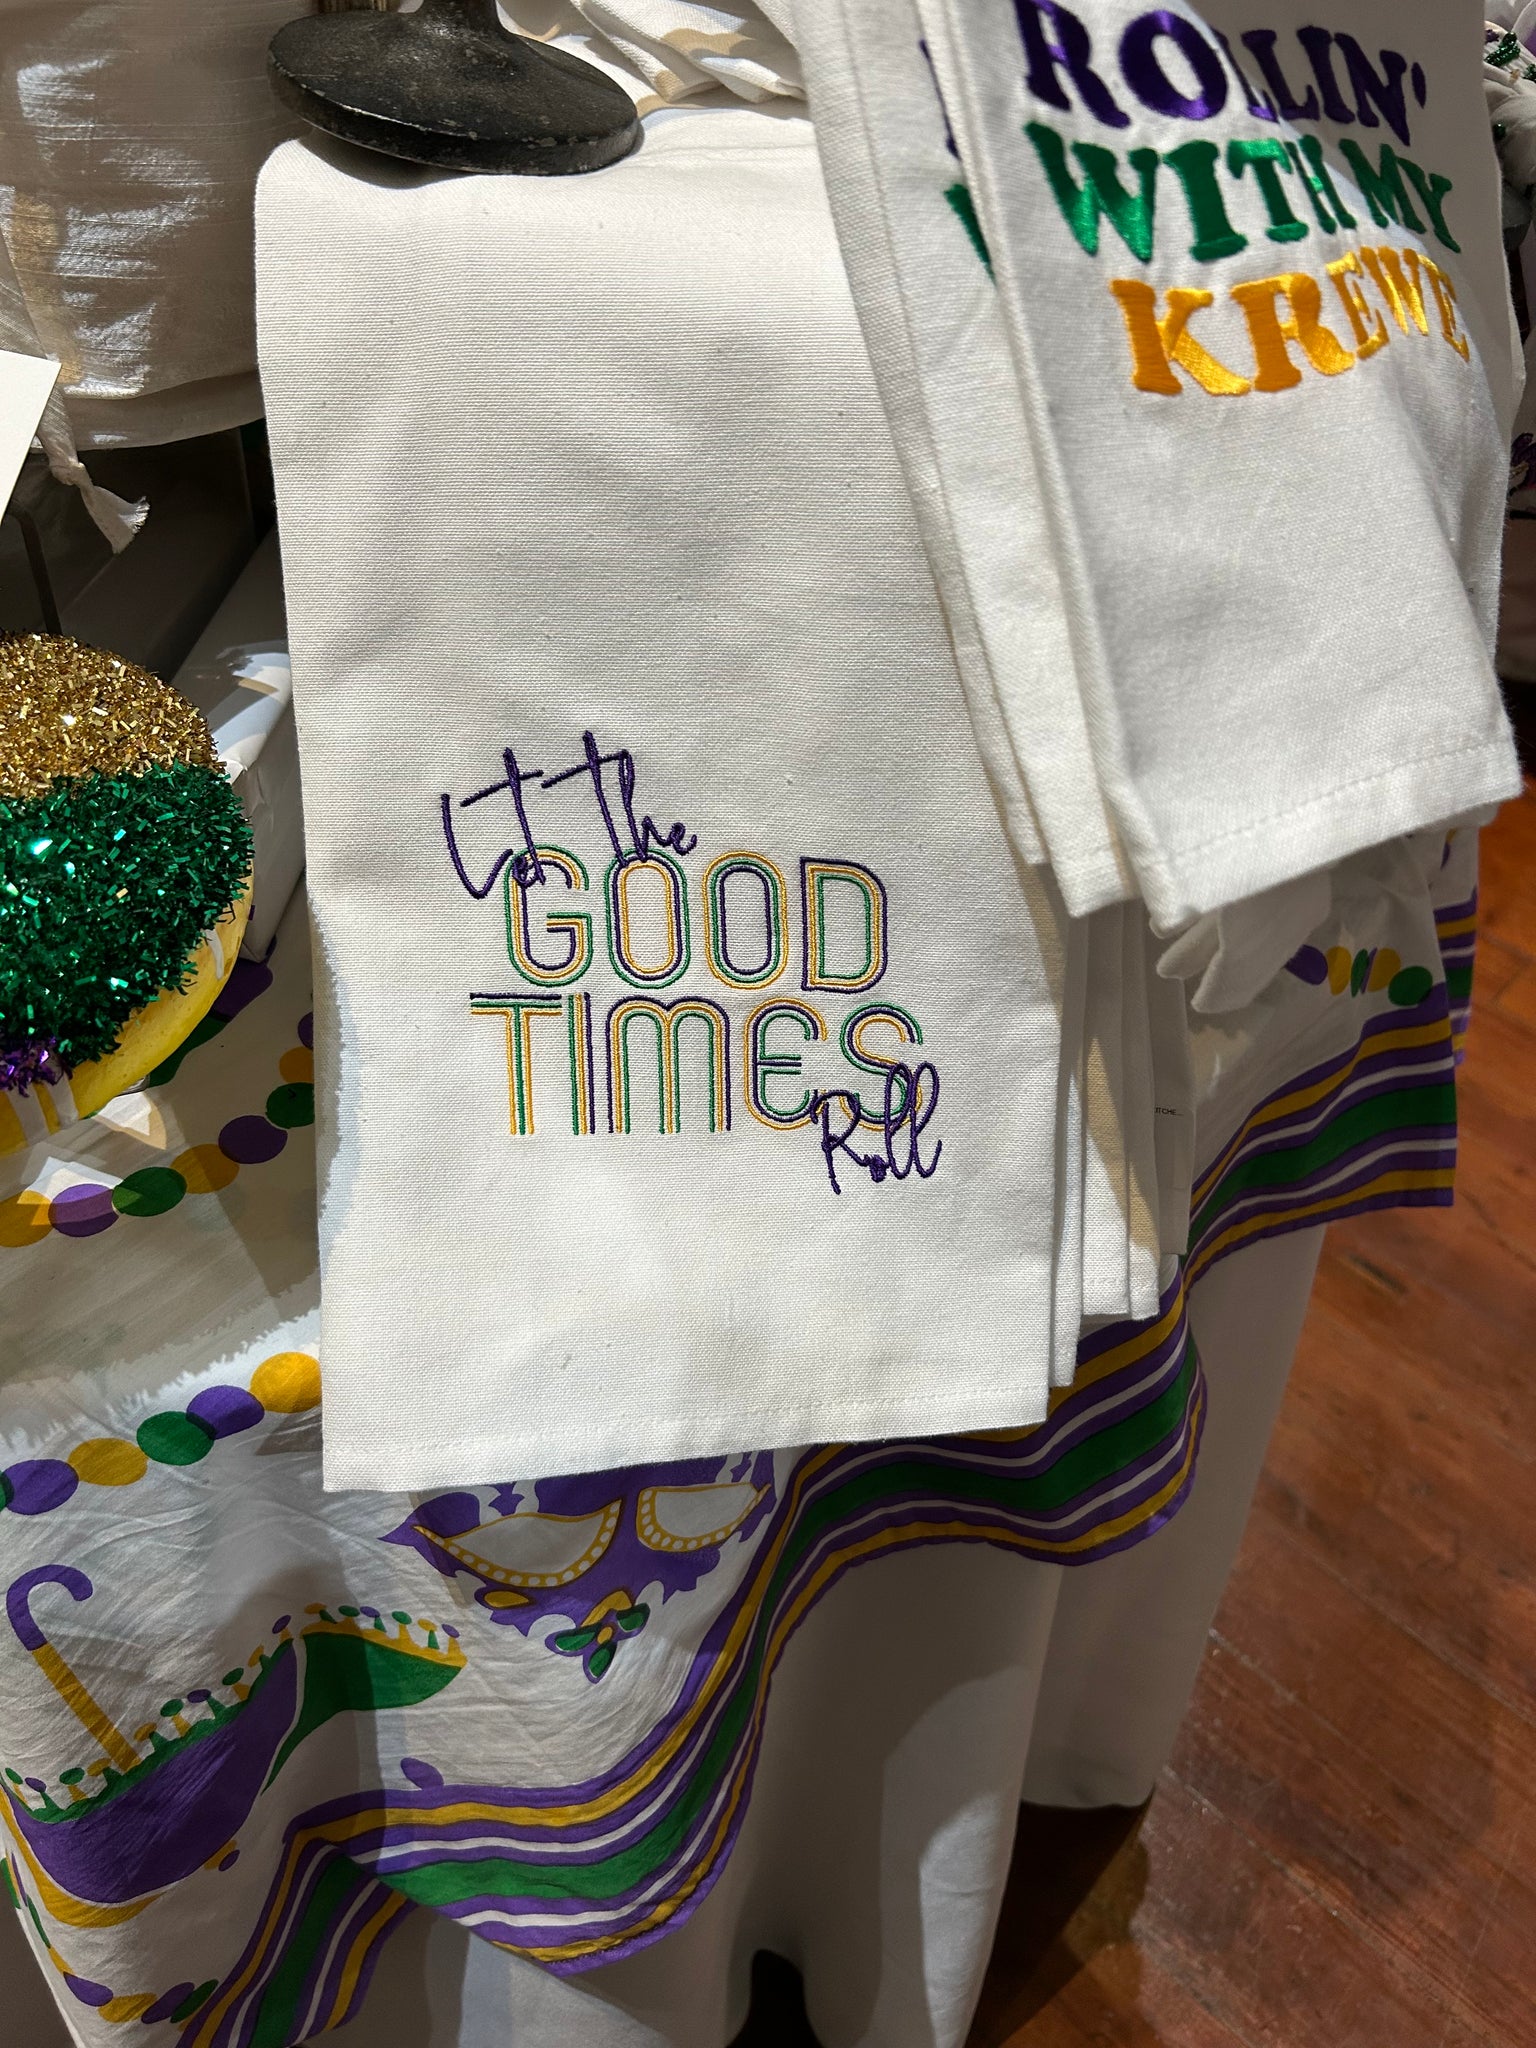 Let The
GOOD
TIMES
Roll
ROLLIN'
WITH MY
KREWE